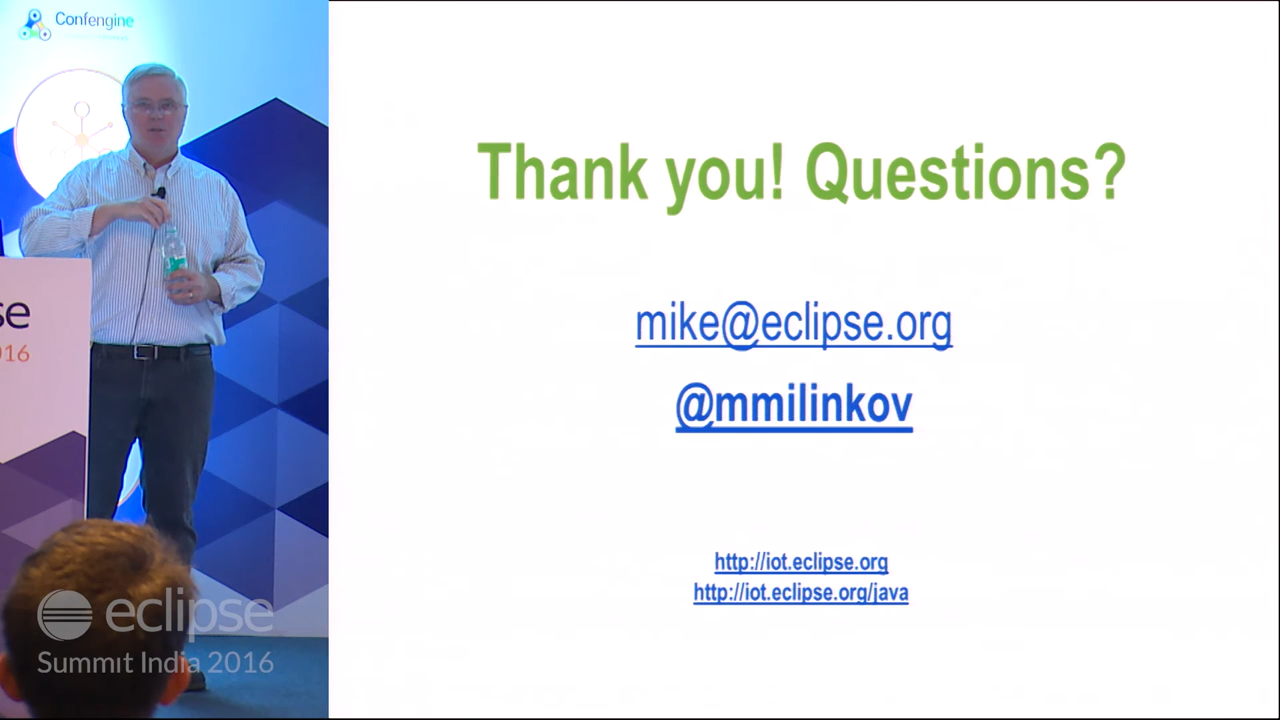 Confengine
se
016
Thank you! Questions?
mike@eclipse.org
@mmilinkov
http://iot.eclipse.org
http://iot.eclipse.org/java
eclipse
Summit India 2016